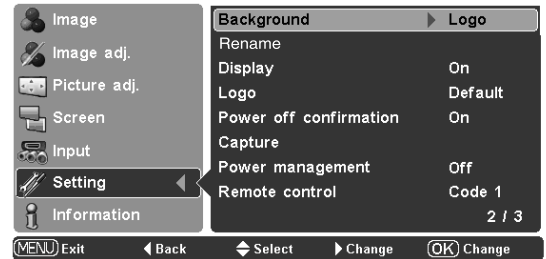 Image
Image adj.
Picture adj.
Screen
Input
Setting
Information
Background Logo
Rename
Display On
Logo Default
Power off confirmation On
Capture
Power management Off
Remote control Code 1
2 / 3
MENU Exit Back Select Change OK Change